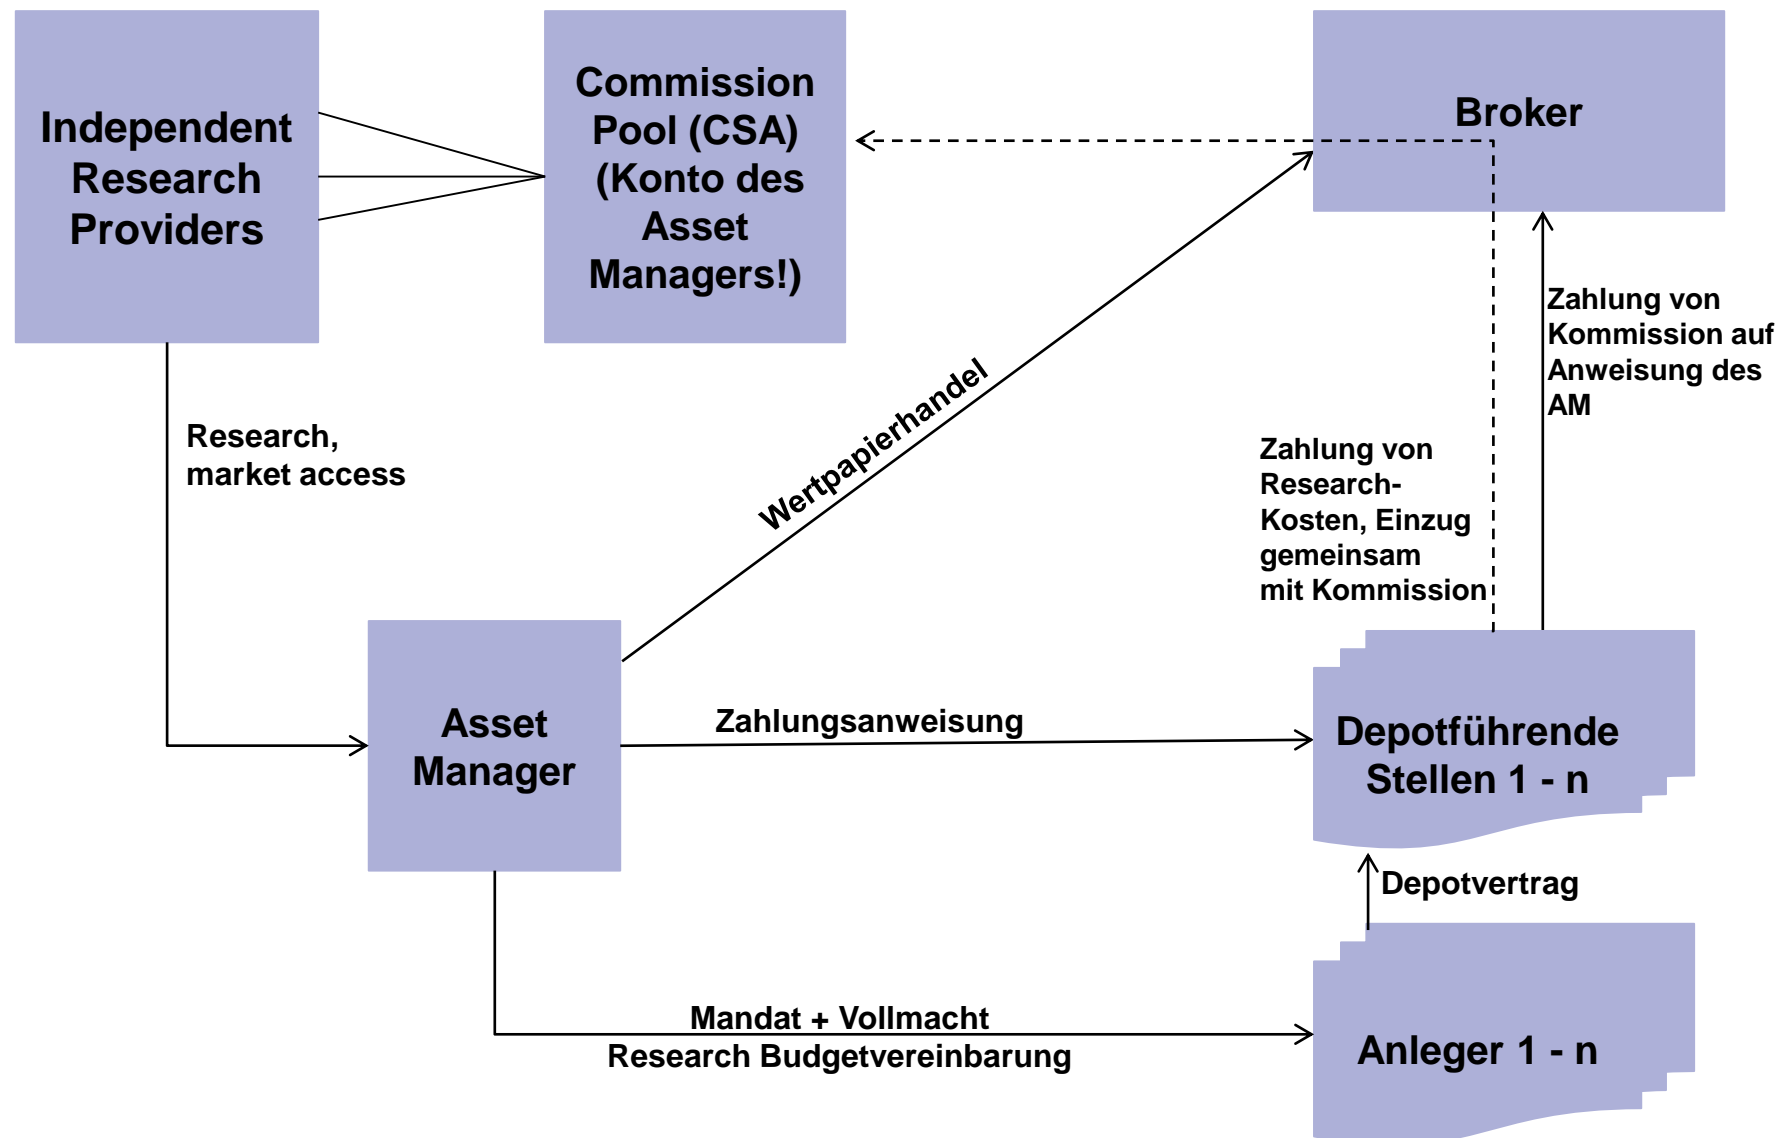 Independent
Research
Providers
Commission
Pool (CSA)
(Konto des
Asset
Managers!)
Broker
Zahlung von
Kommission auf
Anweisung des
AM
Wertpapierhandel
Research,
market access
Zahlung von
Research-
Kosten, Einzug
gemeinsam
mit Kommission
Asset
Manager
Zahlungsanweisung
Depotführende
Stellen 1 - n
Depotvertrag
Mandat + Vollmacht
Research Budgetvereinbarung
Anleger 1 - n